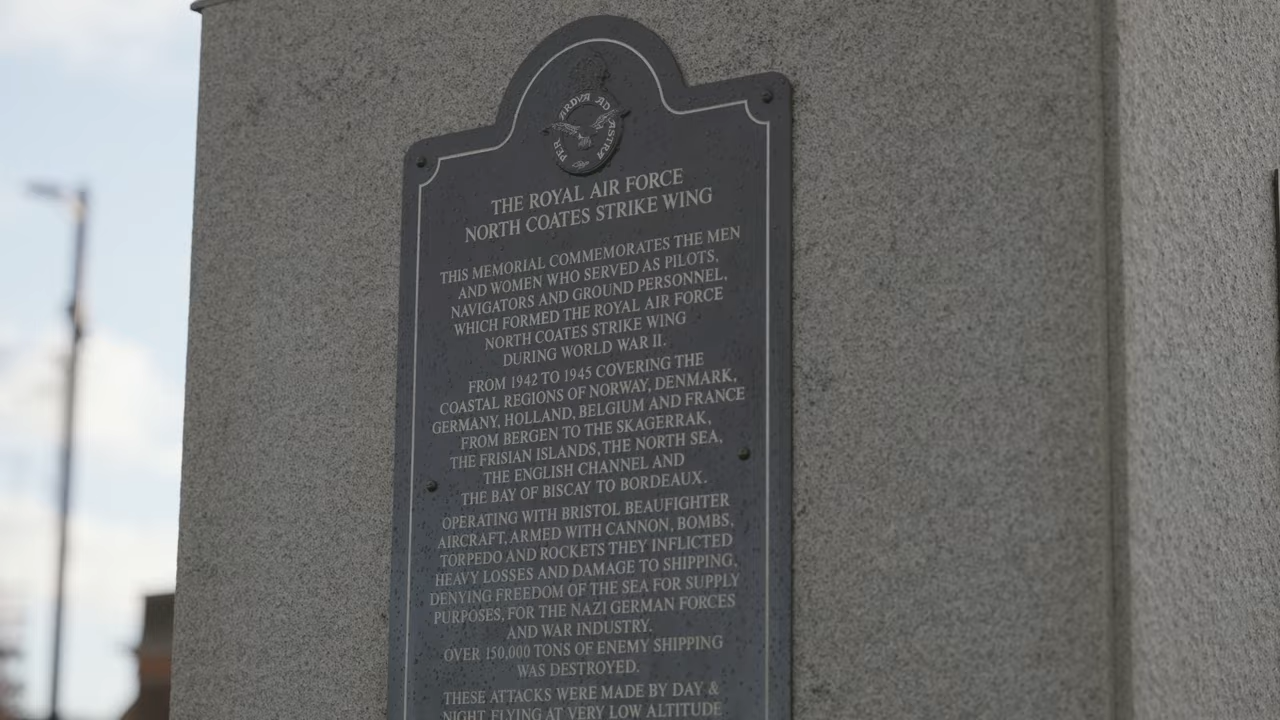 PER ARDVA AD ASTRA
THE ROYAL AIR FORCE
NORTH COATES STRIKE WING
THIS MEMORIAL COMMEMORATES THE MEN
AND WOMEN WHO SERVED AS PILOTS,
NAVIGATORS AND GROUND PERSONNEL,
WHICH FORMED THE ROYAL AIR FORCE
NORTH COATES STRIKE WING
DURING WORLD WAR II.
FROM 1942 TO 1945 COVERING THE
COASTAL REGIONS OF NORWAY, DENMARK,
GERMANY, HOLLAND, BELGIUM AND FRANCE
FROM BERGEN TO THE SKAGERRAK,
THE FRISIAN ISLANDS, THE NORTH SEA,
THE ENGLISH CHANNEL AND
THE BAY OF BISCAY TO BORDEAUX.
OPERATING WITH BRISTOL BEAUFIGHTER
AIRCRAFT, ARMED WITH CANNON, BOMBS,
TORPEDO AND ROCKETS THEY INFLICTED
HEAVY LOSSES AND DAMAGE TO SHIPPING,
DENYING FREEDOM OF THE SEA FOR SUPPLY
PURPOSES, FOR THE NAZI GERMAN FORCES
AND WAR INDUSTRY.
OVER 150,000 TONS OF ENEMY SHIPPING
WAS DESTROYED.
THESE ATTACKS WERE MADE BY DAY &
NIGHT, FLYING AT VERY LOW ALTITUDE